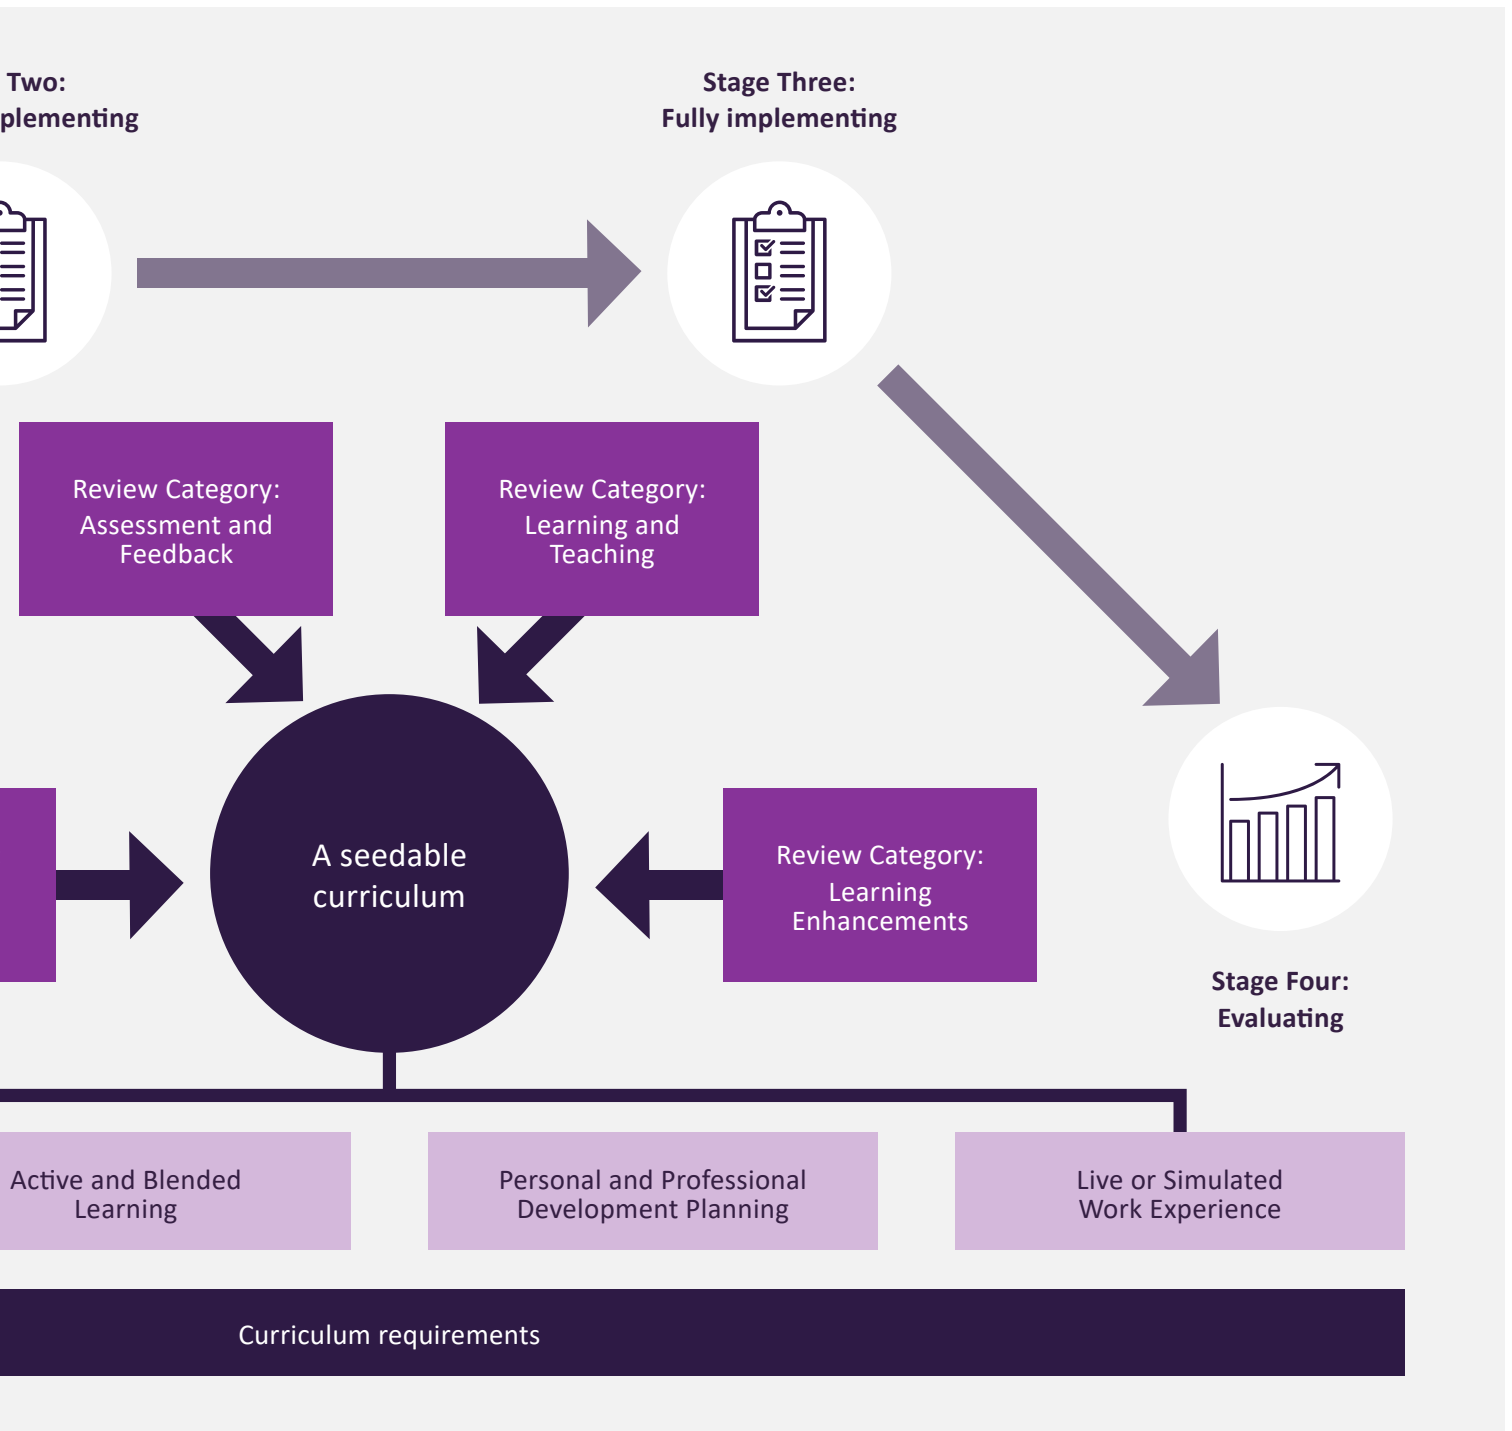 Two:
plementing
Stage Three:
Fully implementing
Review Category:
Assessment and
Feedback
Review Category:
Learning and
Teaching
A seedable
curriculum
Review Category:
Learning
Enhancements
Stage Four:
Evaluating
Active and Blended
Learning
Personal and Professional
Development Planning
Live or Simulated
Work Experience
Curriculum requirements